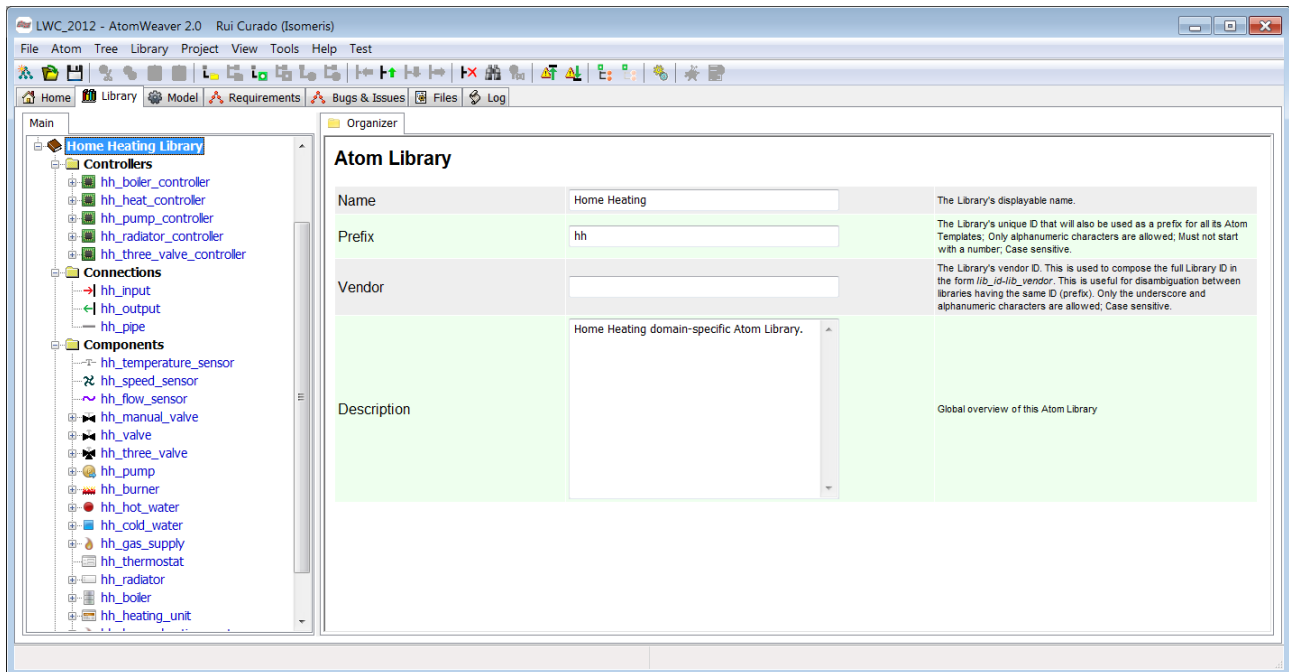 LWC_2012 - AtomWeaver 2.0 Rui Curado (Isomeris)
File Atom Tree Library Project View Tools Help Test
Home Library Model Requirements Bugs & Issues Files Log
Main
Organizer
Home Heating Library
Controllers
hh_boiler_controller
hh_heat_controller
hh_pump_controller
hh_radiator_controller
hh_three_valve_controller
Connections
hh_input
hh_output
hh_pipe
Components
hh_temperature_sensor
hh_speed_sensor
hh_flow_sensor
hh_manual_valve
hh_valve
hh_three_valve
hh_pump
hh_burner
hh_hot_water
hh_cold_water
hh_gas_supply
hh_thermostat
hh_radiator
hh_boiler
hh_heating_unit
Atom Library
Name
Home Heating
The Library's displayable name.
Prefix
hh
The Library's unique ID that will also be used as a prefix for all its Atom
Templates; Only alphanumeric characters are allowed; Must not start
with a number; Case sensitive.
Vendor
The Library's vendor ID. This is used to compose the full Library ID in
the form lib_id-lib_vendor. This is useful for disambiguation between
libraries having the same ID (prefix). Only the underscore and
alphanumeric characters are allowed; Case sensitive.
Description
Home Heating domain-specific Atom Library.
Global overview of this Atom Library